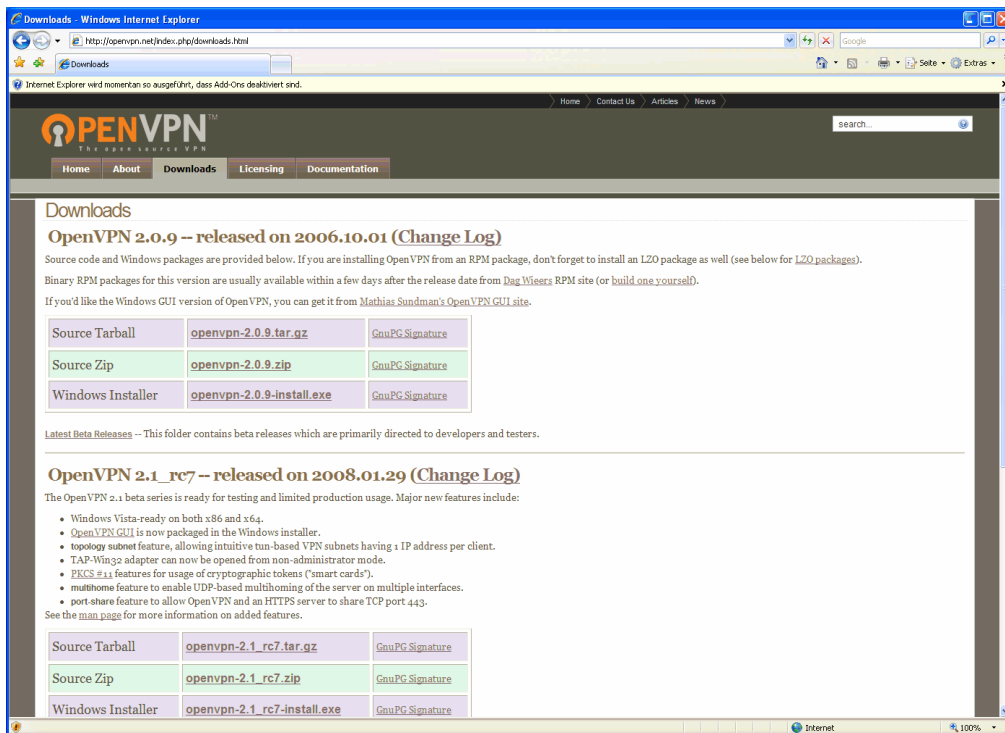 Downloads - Windows Internet Explorer
http://openvpn.net/index.php/downloads.html
Google
Downloads
Seite
Extras
Internet Explorer wird momentan so ausgeführt, dass Add-Ons deaktiviert sind.
Home Contact Us Articles News
OPENVPN™
The open source VPN
search...
Home About Downloads Licensing Documentation
Downloads
OpenVPN 2.0.9 -- released on 2006.10.01 (Change Log)
Source code and Windows packages are provided below. If you are installing OpenVPN from an RPM package, don't forget to install an LZO package as well (see below for LZO packages).
Binary RPM packages for this version are usually available within a few days after the release date from Dag Wieers RPM site (or build one yourself).
If you'd like the Windows GUI version of OpenVPN, you can get it from Mathias Sundman's OpenVPN GUI site.
Source Tarball openvpn-2.0.9.tar.gz GnuPG Signature
Source Zip openvpn-2.0.9.zip GnuPG Signature
Windows Installer openvpn-2.0.9-install.exe GnuPG Signature
Latest Beta Releases -- This folder contains beta releases which are primarily directed to developers and testers.
OpenVPN 2.1_rc7 -- released on 2008.01.29 (Change Log)
The OpenVPN 2.1 beta series is ready for testing and limited production usage. Major new features include:
• Windows Vista-ready on both x86 and x64.
• OpenVPN GUI is now packaged in the Windows installer.
• topology subnet feature, allowing intuitive tun-based VPN subnets having 1 IP address per client.
• TAP-Win32 adapter can now be opened from non-administrator mode.
• PKCS #11 features for usage of cryptographic tokens ("smart cards").
• multihome feature to enable UDP-based multihoming of the server on multiple interfaces.
• port-share feature to allow OpenVPN and an HTTPS server to share TCP port 443.
See the man page for more information on added features.
Source Tarball openvpn-2.1_rc7.tar.gz GnuPG Signature
Source Zip openvpn-2.1_rc7.zip GnuPG Signature
Windows Installer openvpn-2.1_rc7-install.exe GnuPG Signature
Internet
100%